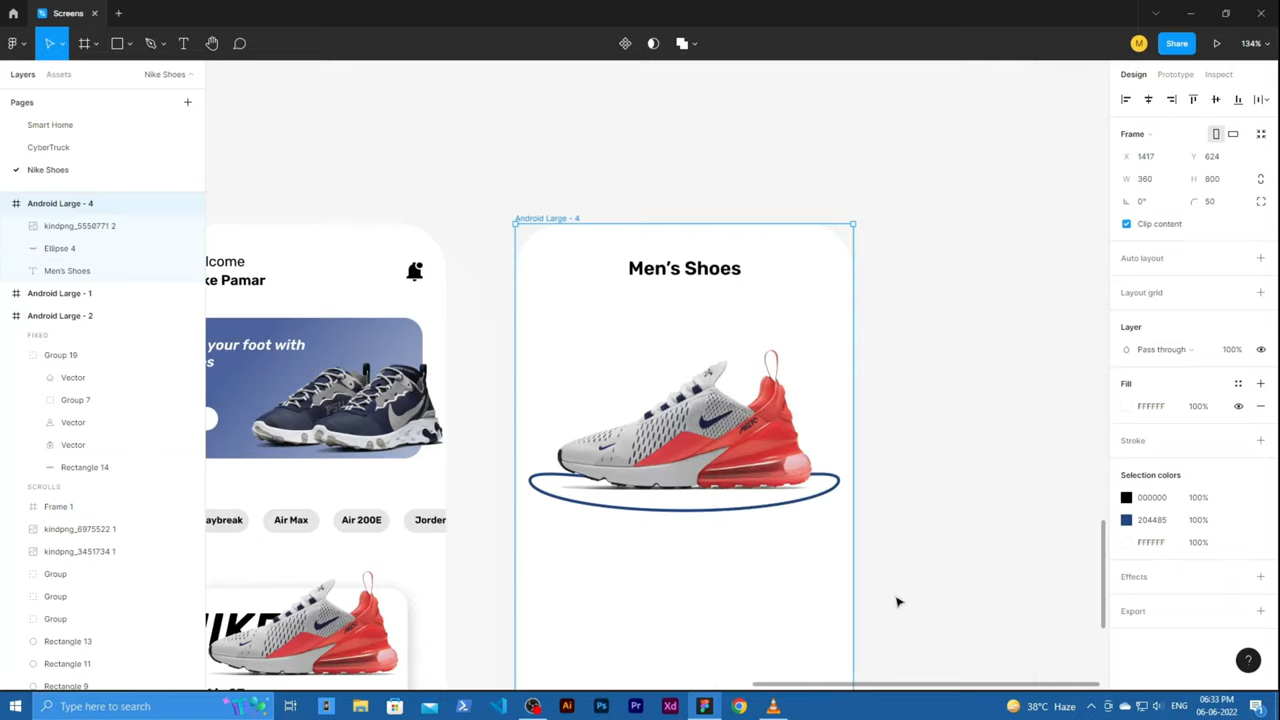 Screens
134%
Share
M
Layers
Assets
Nike Shoes
Pages
Smart Home
CyberTruck
Nike Shoes
Android Large - 4
kindpng_5550771 2
Ellipse 4
Men's Shoes
Android Large - 1
Android Large - 2
FIXED
Group 19
Vector
Group 7
Vector
Vector
Rectangle 14
SCROLLS
Frame 1
kindpng_6975522 1
kindpng_3451734 1
Group
Group
Group
Rectangle 13
Rectangle 11
Rectangle 9
lcome
ke Pamar
your foot with
s
aybreak
Air Max
Air 200E
Jorder
NIKE
Android Large - 4
Men's Shoes
Design
Prototype
Inspect
Frame
X 1417
Y 624
W 360
H 800
0°
50
Clip content
Auto layout
Layout grid
Layer
Pass through
100%
Fill
FFFFFF 100%
Stroke
Selection colors
000000 100%
204485 100%
FFFFFF 100%
Effects
Export
?
Type here to search
Ai
Ps
Pr
Xd
38°C Haze
ENG
06:33 PM
06-06-2022